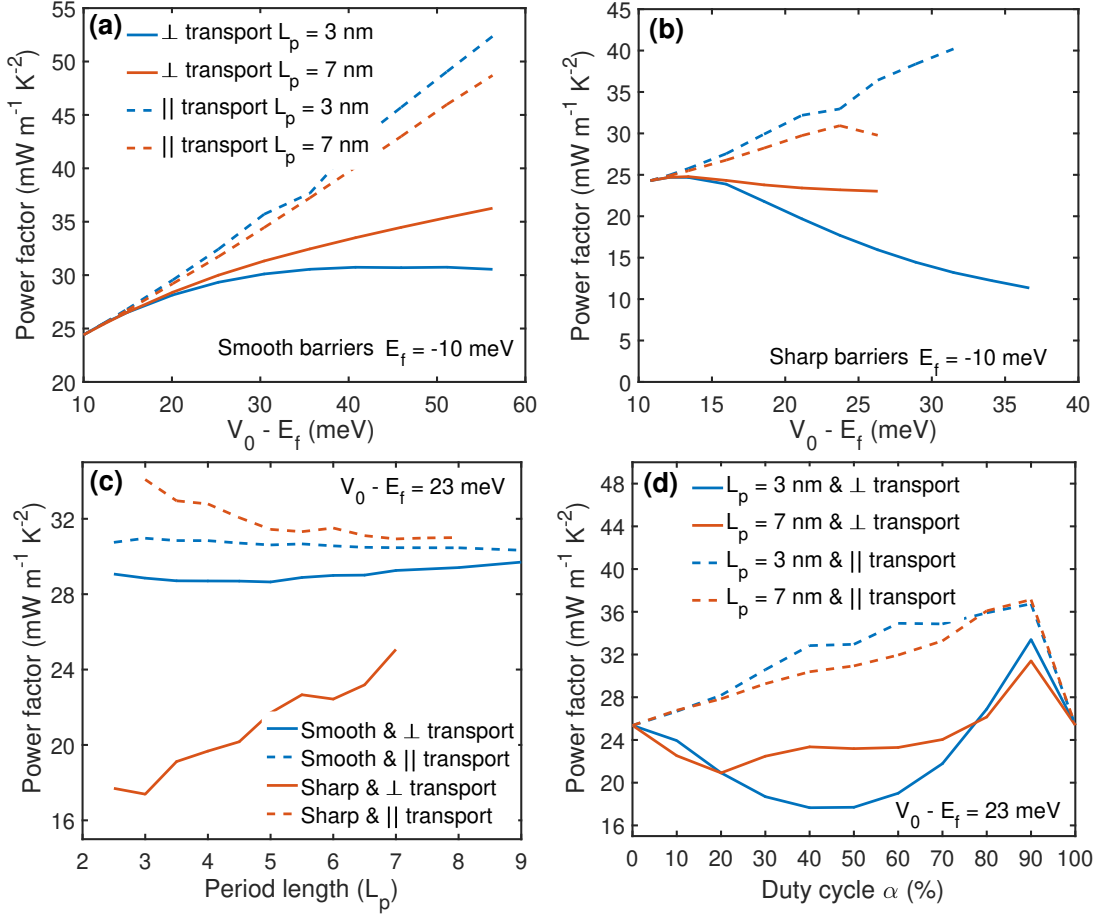 (a)
⊥ transport L_p = 3 nm
⊥ transport L_p = 7 nm
|| transport L_p = 3 nm
|| transport L_p = 7 nm
Smooth barriers E_f = -10 meV
Power factor (mW m^-1 K^-2)
55
50
45
40
35
30
25
20
10 20 30 40 50 60
V_0 - E_f (meV)
(b)
Sharp barriers E_f = -10 meV
Power factor (mW m^-1 K^-2)
45
40
35
30
25
20
15
10
5
0
10 15 20 25 30 35 40
V_0 - E_f (meV)
(c)
V_0 - E_f = 23 meV
Smooth & ⊥ transport
Smooth & || transport
Sharp & ⊥ transport
Sharp & || transport
Power factor (mW m^-1 K^-2)
32
28
24
20
16
2 3 4 5 6 7 8 9
Period length (L_p)
(d)
L_p = 3 nm & ⊥ transport
L_p = 7 nm & ⊥ transport
L_p = 3 nm & || transport
L_p = 7 nm & || transport
V_0 - E_f = 23 meV
Power factor (mW m^-1 K^-2)
48
44
40
36
32
28
24
20
16
0 10 20 30 40 50 60 70 80 90 100
Duty cycle α (%)